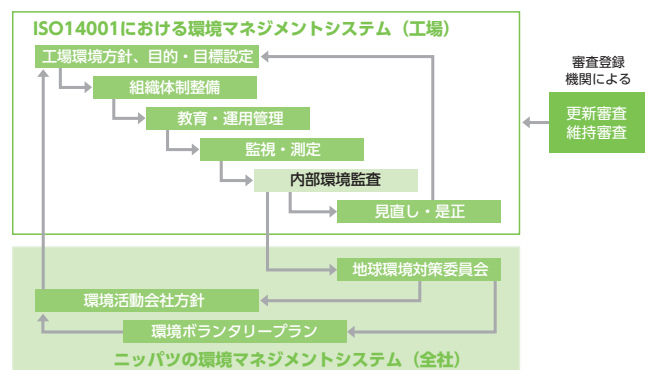 ISO14001における環境マネジメントシステム（工場）
工場環境方針、目的・目標設定
組織体制整備
教育・運用管理
監視・測定
内部環境監査
見直し・是正
審査登録
機関による
更新審査
維持審査
地球環境対策委員会
環境活動会社方針
環境ボランタリープラン
ニッパツの環境マネジメントシステム（全社）